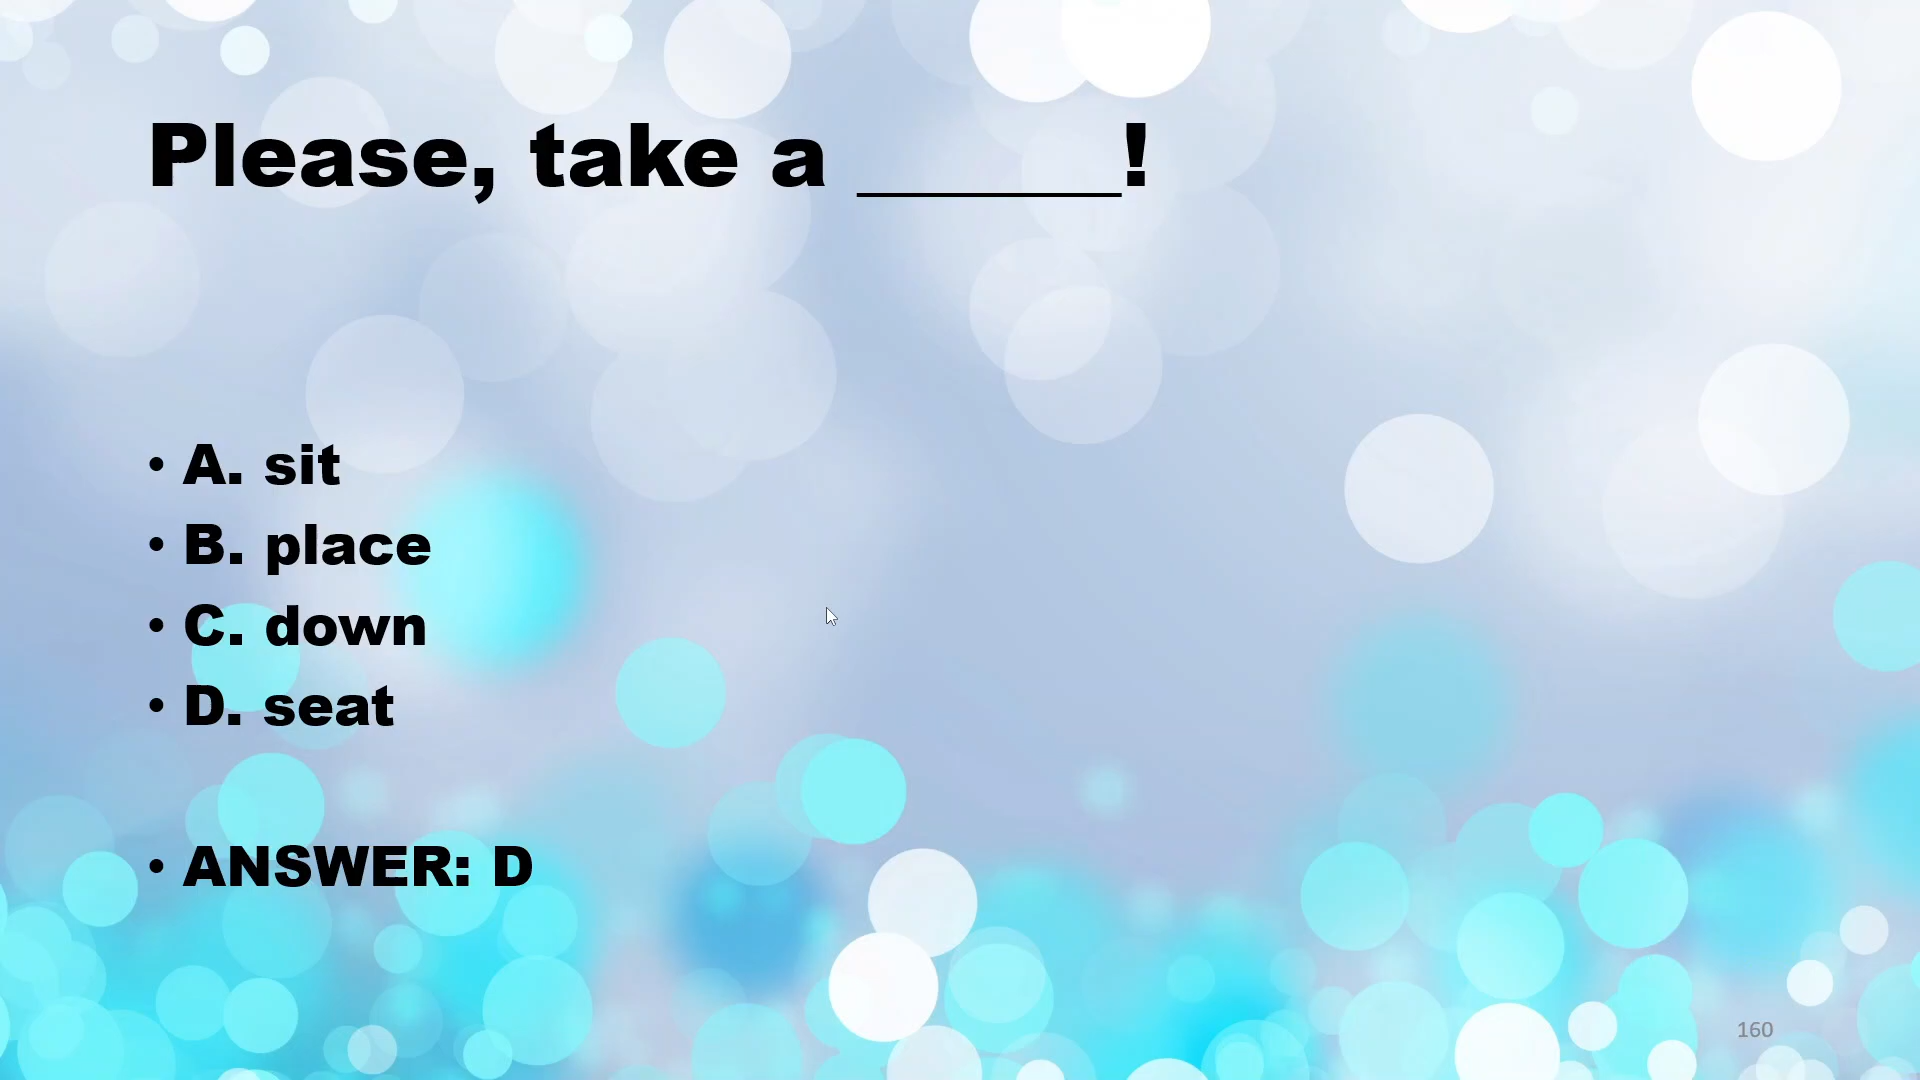 Please, take a ______!
• A. sit
• B. place
• C. down
• D. seat
• ANSWER: D
160